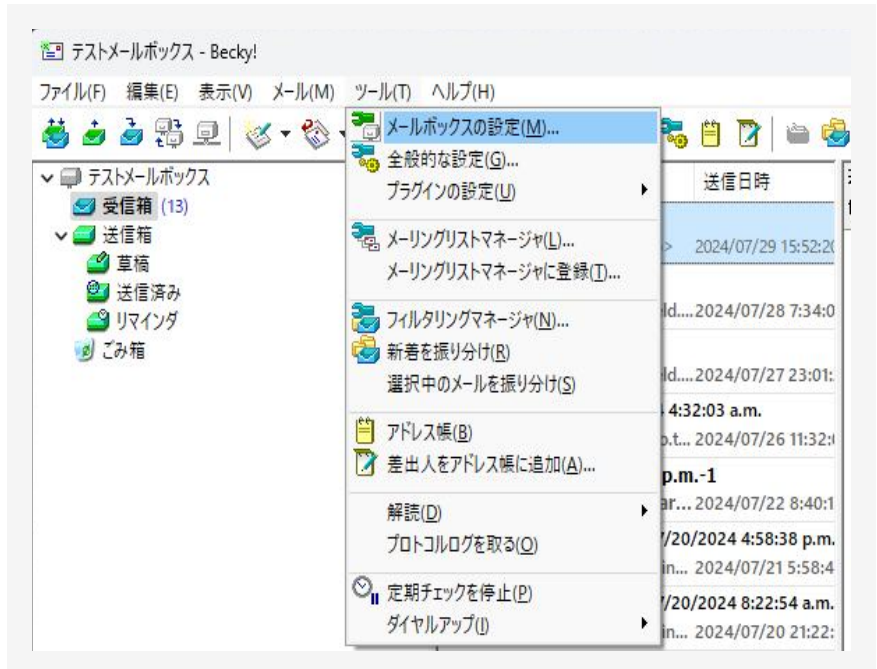 テストメールボックス - Becky!
ファイル(F) 編集(E) 表示(V) メール(M) ツール(T) ヘルプ(H)
テストメールボックス
受信箱 (13)
送信箱
草稿
送信済み
リマインダ
ごみ箱
メールボックスの設定(M)...
全般的な設定(G)...
プラグインの設定(U)
メーリングリストマネージャ(L)...
メーリングリストマネージャに登録(T)...
フィルタリングマネージャ(N)...
新着を振り分け(R)
選択中のメールを振り分け(S)
アドレス帳(B)
差出人をアドレス帳に追加(A)...
解読(D)
プロトコルログを取る(O)
定期チェックを停止(P)
ダイヤルアップ(I)
送信日時
> 2024/07/29 15:52:20
ld.... 2024/07/28 7:34:0
ld.... 2024/07/27 23:01:
4:32:03 a.m.
o.t... 2024/07/26 11:32:
p.m.-1
ar... 2024/07/22 8:40:1
/20/2024 4:58:38 p.m.
in... 2024/07/21 5:58:4
/20/2024 8:22:54 a.m.
in... 2024/07/20 21:22: